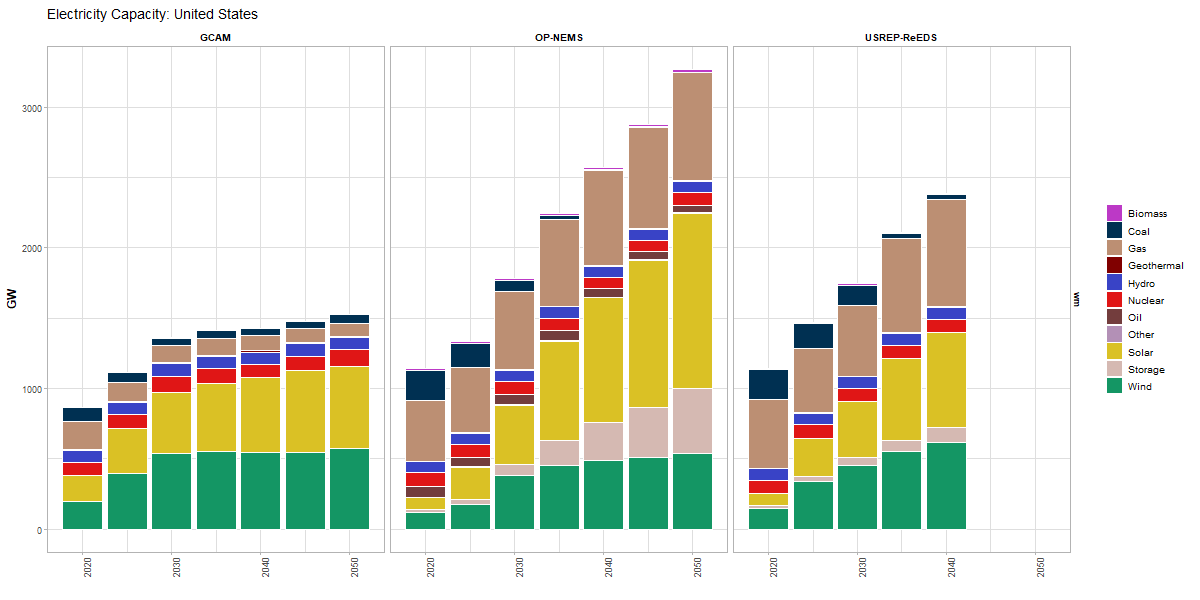 Electricity Capacity: United States
GCAM
OP-NEMS
USREP-ReEDS
GW
3000
2000
1000
0
2020
2030
2040
2050
2020
2030
2040
2050
2020
2030
2040
2050
wm
Biomass
Coal
Gas
Geothermal
Hydro
Nuclear
Oil
Other
Solar
Storage
Wind